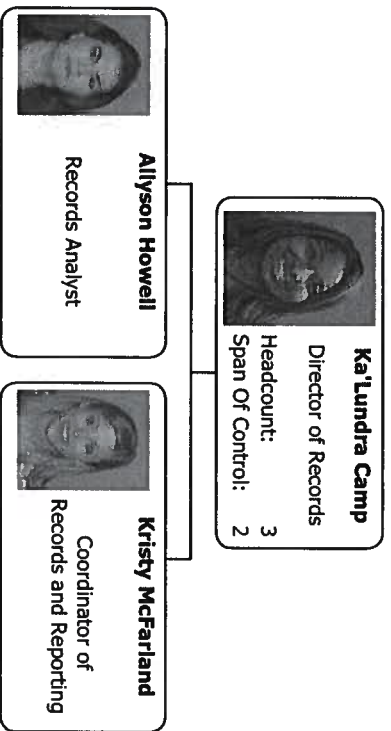 Ka'Lundra Camp
Director of Records
Headcount: 3
Span Of Control: 2
Allyson Howell
Records Analyst
Kristy McFarland
Coordinator of
Records and Reporting